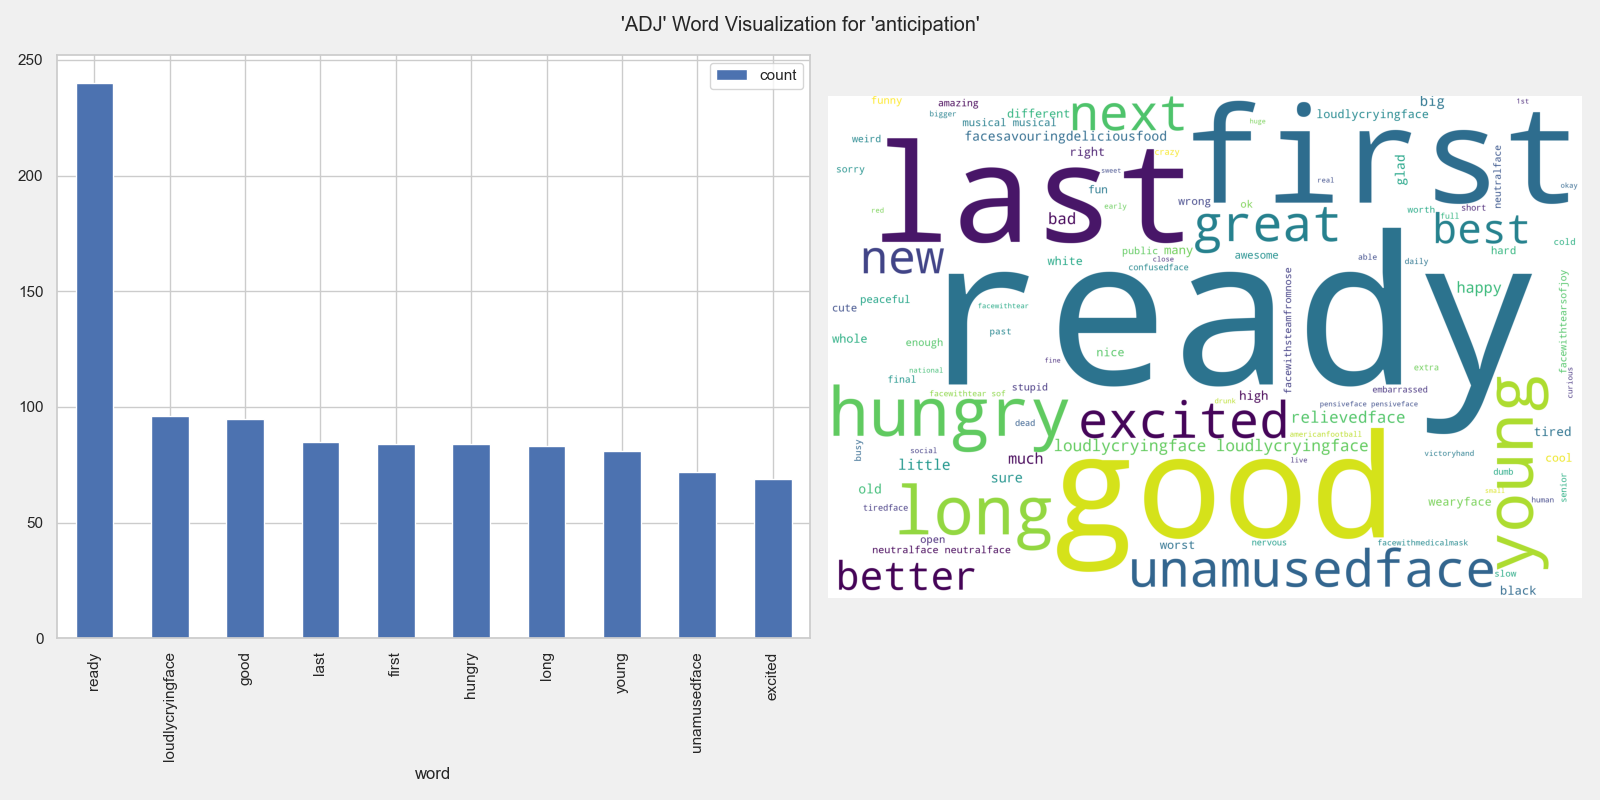 'ADJ' Word Visualization for 'anticipation'
250
200
150
100
50
0
count
ready
loudlycryingface
good
last
first
hungry
long
young
unamusedface
excited
word
funny
amazing
bigger
different
next
first
big
1st
loudlycryingface
huge
musical musical
weird
facesavouringdeliciousfood
right
crazy
last
sorry
sweet
fun
real
glad
neutralface
okay
red
bad
early
wrong
ok
great
worth
full
short
best
new
public
many
close
confusedface
white
awesome
able
daily
hard
cold
ready
cute
peaceful
facewithtear
facewithsteamfromnose
happy
facewithtearsofjoy
whole
past
enough
nice
fine
national
final
stupid
extra
curious
facewithtear sof
high
drunk
embarrassed
pensiveface pensiveface
hungry
dead
excited
relievedface
young
americanfootball
tired
busy
social
loudlycryingface loudlycryingface
victoryhand
little
much
live
good
dumb
cool
sure
old
long
small
human
senior
tiredface
wearyface
open
neutralface neutralface
worst
nervous
facewithmedicalmask
better
unamusedface
slow
black